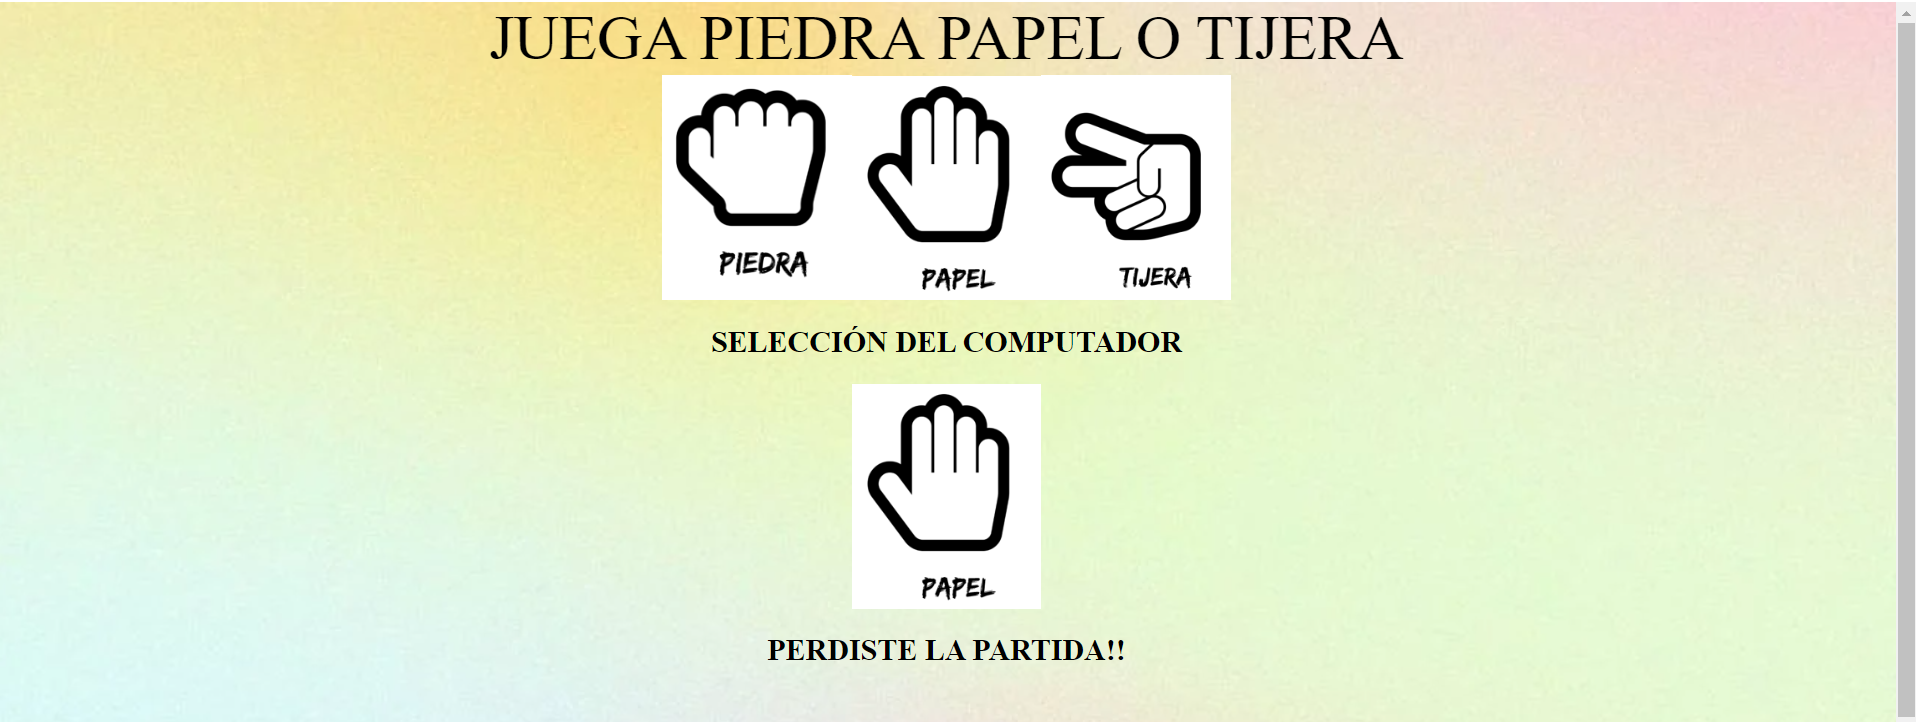 JUEGA PIEDRA PAPEL O TIJERA
PIEDRA
PAPEL
TIJERA
SELECCIÓN DEL COMPUTADOR
PAPEL
PERDISTE LA PARTIDA!!